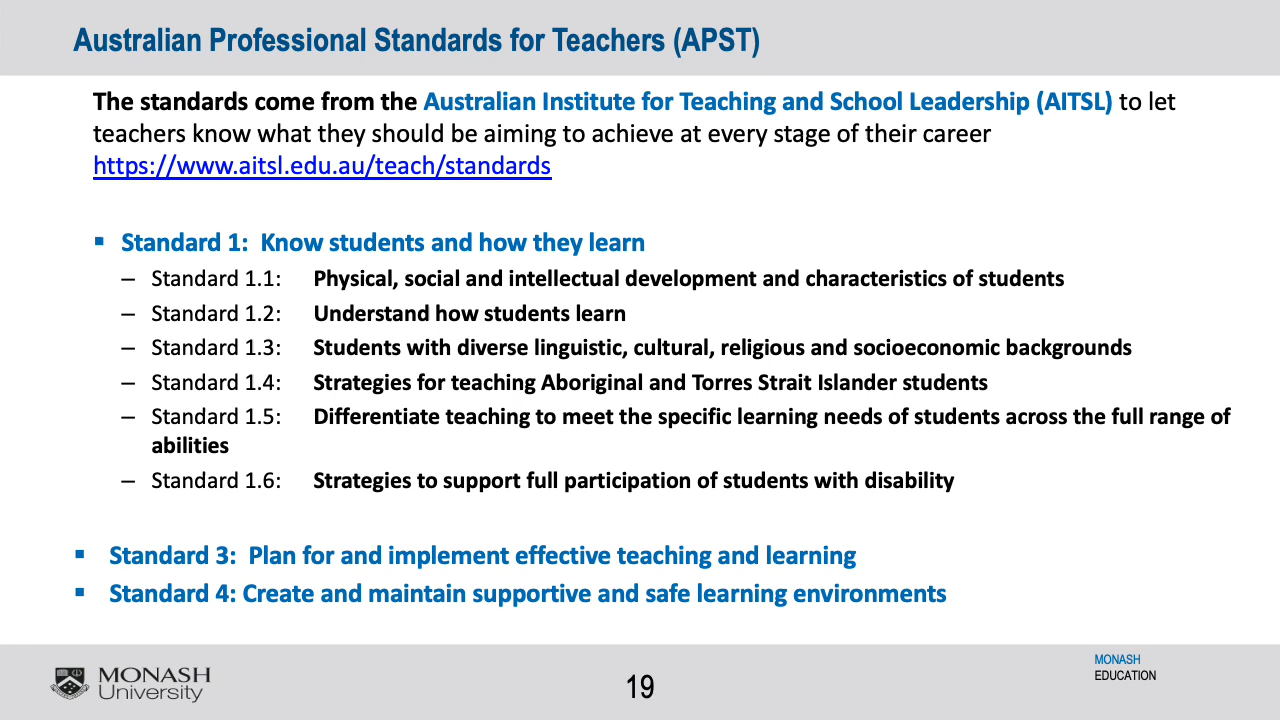 Australian Professional Standards for Teachers (APST)
The standards come from the Australian Institute for Teaching and School Leadership (AITSL) to let
teachers know what they should be aiming to achieve at every stage of their career
https://www.aitsl.edu.au/teach/standards
▪ Standard 1: Know students and how they learn
– Standard 1.1: Physical, social and intellectual development and characteristics of students
– Standard 1.2: Understand how students learn
– Standard 1.3: Students with diverse linguistic, cultural, religious and socioeconomic backgrounds
– Standard 1.4: Strategies for teaching Aboriginal and Torres Strait Islander students
– Standard 1.5: Differentiate teaching to meet the specific learning needs of students across the full range of
abilities
– Standard 1.6: Strategies to support full participation of students with disability
▪ Standard 3: Plan for and implement effective teaching and learning
▪ Standard 4: Create and maintain supportive and safe learning environments
MONASH
University
19
MONASH
EDUCATION